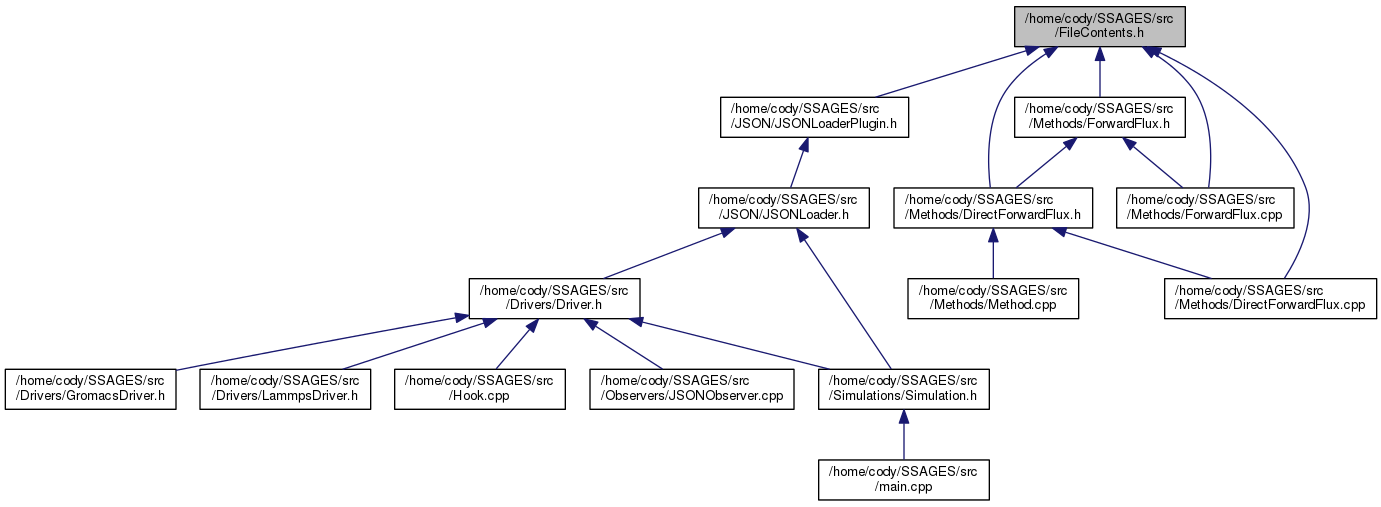 /home/cody/SSAGES/src
/FileContents.h
/home/cody/SSAGES/src
/JSON/JSONLoaderPlugin.h
/home/cody/SSAGES/src
/Methods/ForwardFlux.h
/home/cody/SSAGES/src
/JSON/JSONLoader.h
/home/cody/SSAGES/src
/Methods/DirectForwardFlux.h
/home/cody/SSAGES/src
/Methods/ForwardFlux.cpp
/home/cody/SSAGES/src
/Drivers/Driver.h
/home/cody/SSAGES/src
/Methods/Method.cpp
/home/cody/SSAGES/src
/Methods/DirectForwardFlux.cpp
/home/cody/SSAGES/src
/Drivers/GromacsDriver.h
/home/cody/SSAGES/src
/Drivers/LammpsDriver.h
/home/cody/SSAGES/src
/Hook.cpp
/home/cody/SSAGES/src
/Observers/JSONObserver.cpp
/home/cody/SSAGES/src
/Simulations/Simulation.h
/home/cody/SSAGES/src
/main.cpp